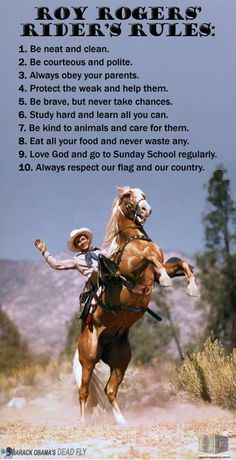 ROY ROGERS'
RIDER'S RULES:
1. Be neat and clean.
2. Be courteous and polite.
3. Always obey your parents.
4. Protect the weak and help them.
5. Be brave, but never take chances.
6. Study hard and learn all you can.
7. Be kind to animals and care for them.
8. Eat all your food and never waste any.
9. Love God and go to Sunday School regularly.
10. Always respect our flag and our country.
BARACK OBAMA'S DEAD FLY